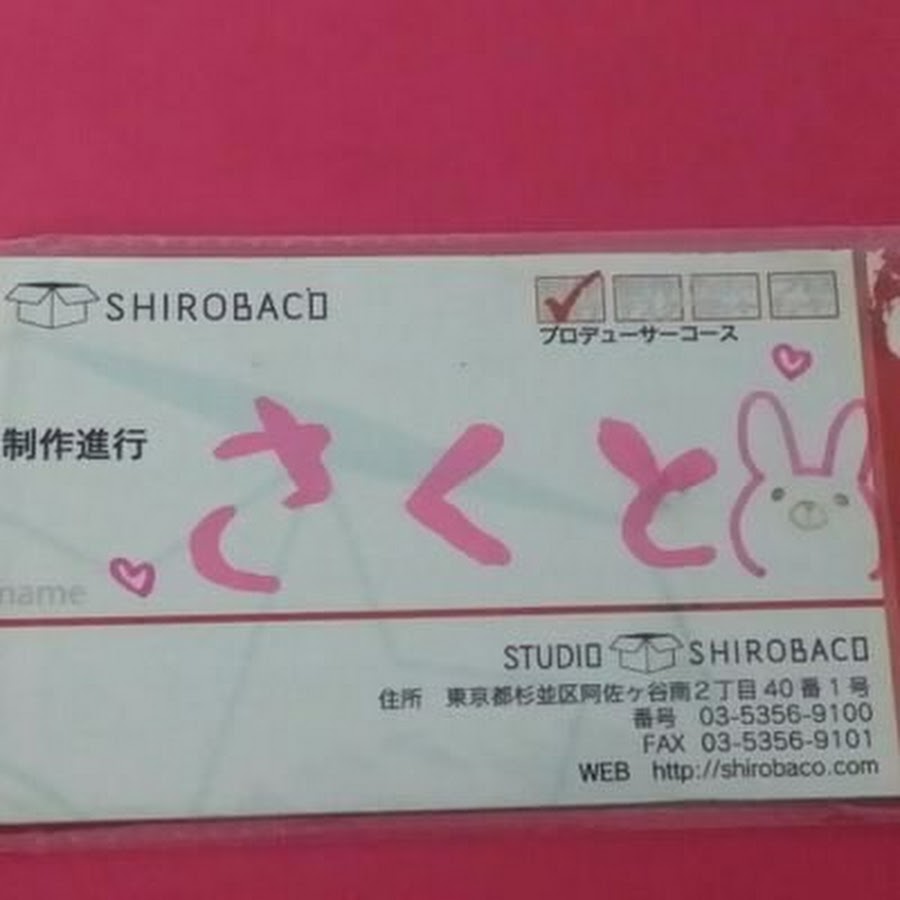 SHIROBACO
プロデューサーコース
制作進行
さくと
name
STUDIO SHIROBACO
住所 東京都杉並区阿佐ヶ谷南2丁目40番1号
番号 03-5356-9100
FAX 03-5356-9101
WEB http://shirobaco.com